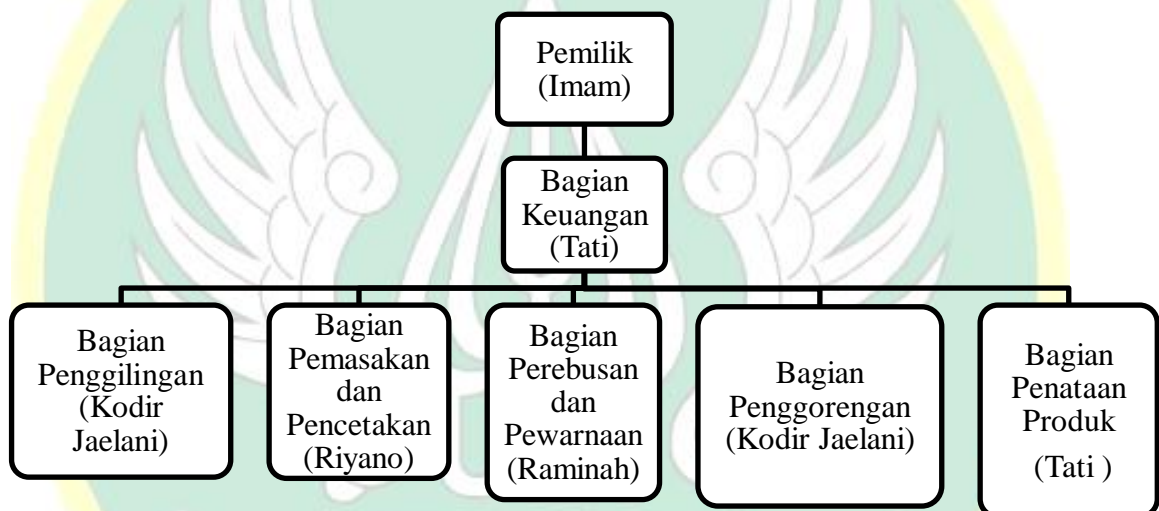 Pemilik
(Imam)
Bagian
Keuangan
(Tati)
Bagian
Penggilingan
(Kodir
Jaelani)
Bagian
Pemasakan
dan
Pencetakan
(Riyano)
Bagian
Perebusan
dan
Pewarnaan
(Raminah)
Bagian
Penggorengan
(Kodir Jaelani)
Bagian
Penataan
Produk
(Tati )